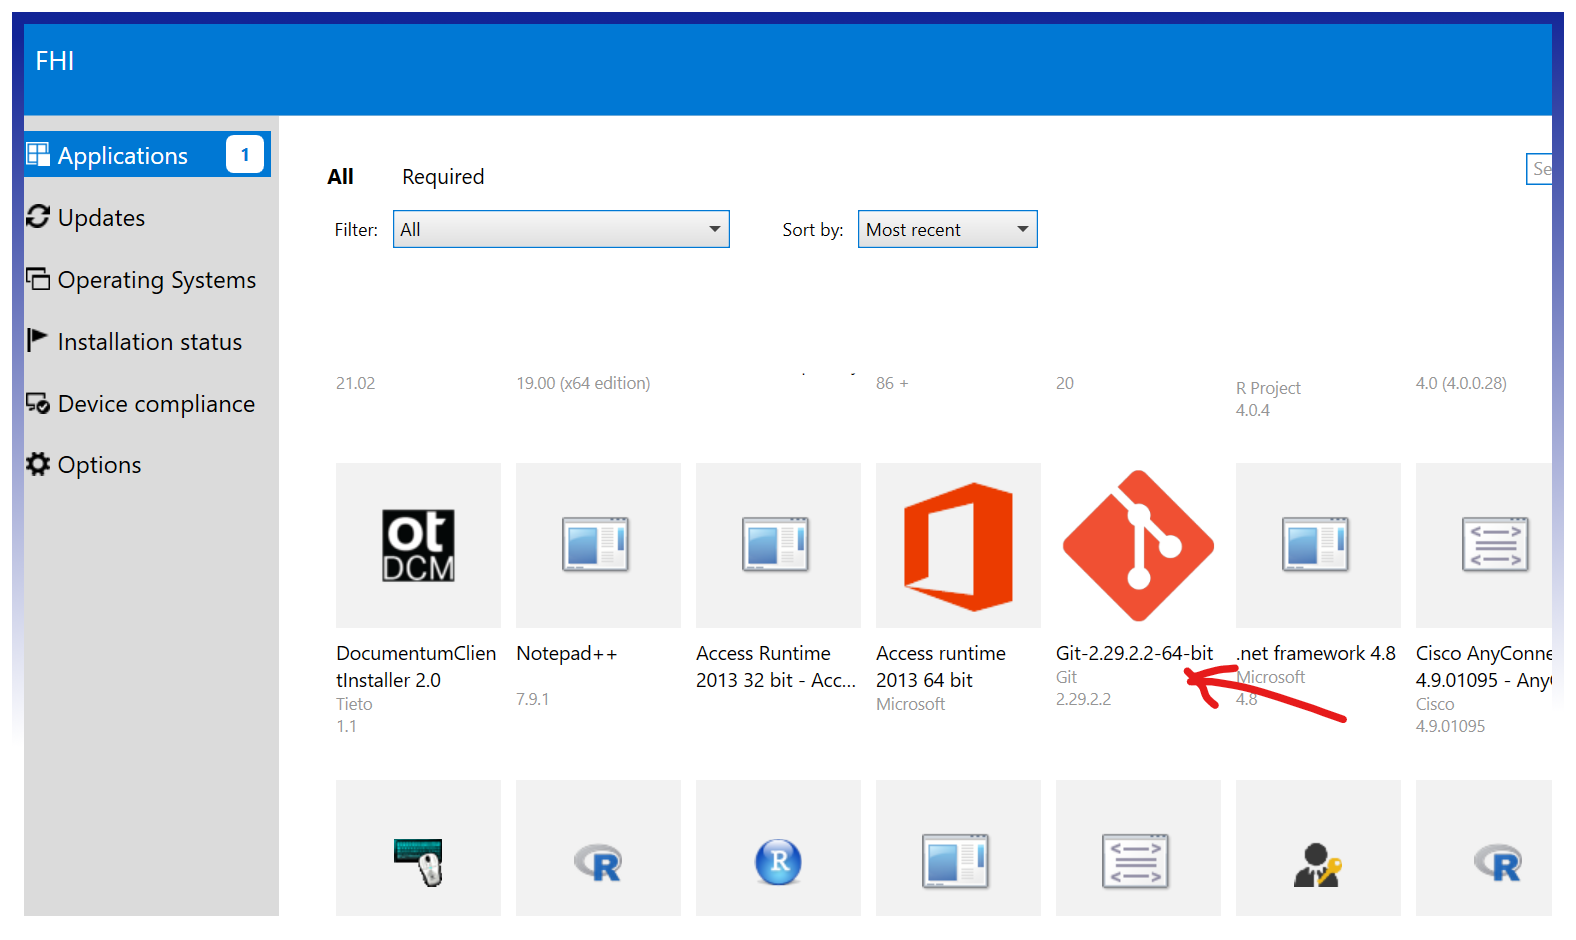 FHI
Applications 1
Updates
Operating Systems
Installation status
Device compliance
Options
All Required
Se
Filter: All Sort by: Most recent
21.02
19.00 (x64 edition)
86 +
20
R Project
4.0.4
4.0 (4.0.0.28)
ot
DCM
DocumentumClien
tInstaller 2.0
Tieto
1.1
Notepad++
7.9.1
Access Runtime
2013 32 bit - Acc...
Access runtime
2013 64 bit
Microsoft
Git-2.29.2.2-64-bit
Git
2.29.2.2
.net framework 4.8
Microsoft
4.8
Cisco AnyConne
4.9.01095 - Any
Cisco
4.9.01095
R
R
R